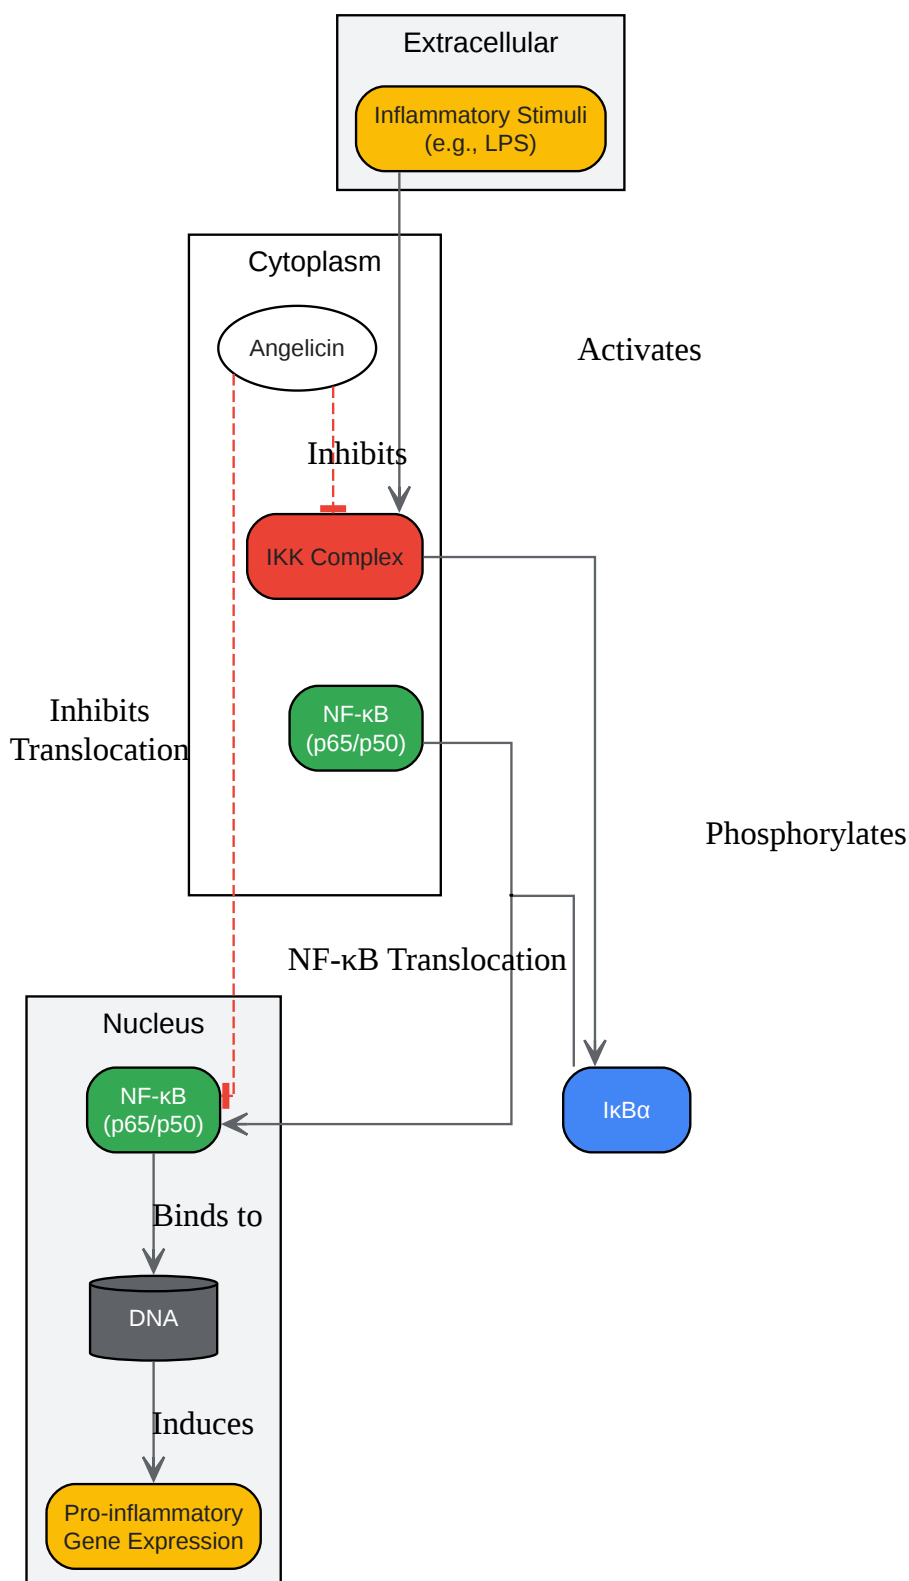 Extracellular
Inflammatory Stimuli
(e.g., LPS)
Cytoplasm
Angelicin
Activates
Inhibits
IKK Complex
Inhibits
Translocation
NF-κB
(p65/p50)
Phosphorylates
NF-κB Translocation
Nucleus
NF-κB
(p65/p50)
IκBα
Binds to
DNA
Induces
Pro-inflammatory
Gene Expression